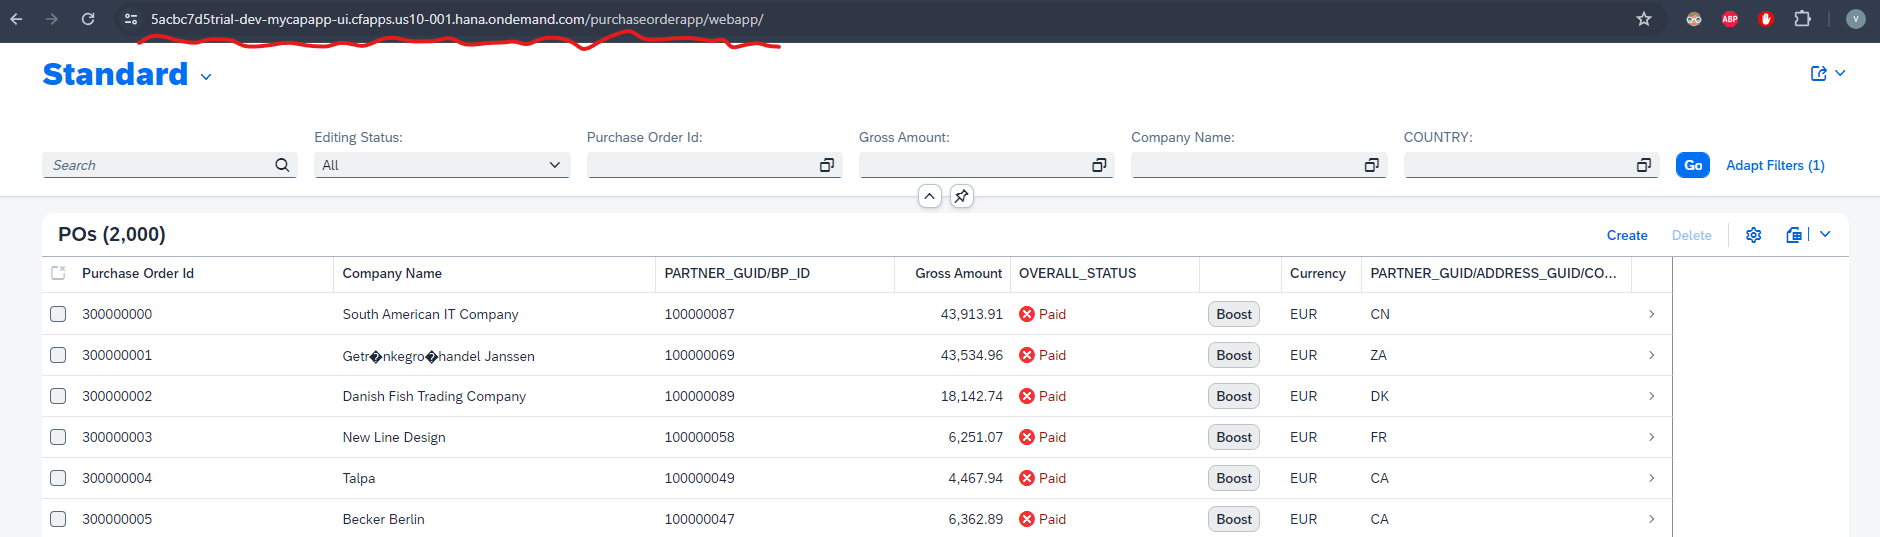 5acbc7d5trial-dev-mycapapp-ui.cfapps.us10-001.hana.ondemand.com/purchaseorderapp/webapp/
ABP
V
Standard
Editing Status: Purchase Order Id: Gross Amount: Company Name: COUNTRY:
Search All Go Adapt Filters (1)
POs (2,000) Create Delete
Purchase Order Id Company Name PARTNER_GUID/BP_ID Gross Amount OVERALL_STATUS Currency PARTNER_GUID/ADDRESS_GUID/CO...
300000000 South American IT Company 100000087 43,913.91 Paid Boost EUR CN
300000001 Getr�nkegro�handel Janssen 100000069 43,534.96 Paid Boost EUR ZA
300000002 Danish Fish Trading Company 100000089 18,142.74 Paid Boost EUR DK
300000003 New Line Design 100000058 6,251.07 Paid Boost EUR FR
300000004 Talpa 100000049 4,467.94 Paid Boost EUR CA
300000005 Becker Berlin 100000047 6,362.89 Paid Boost EUR CA